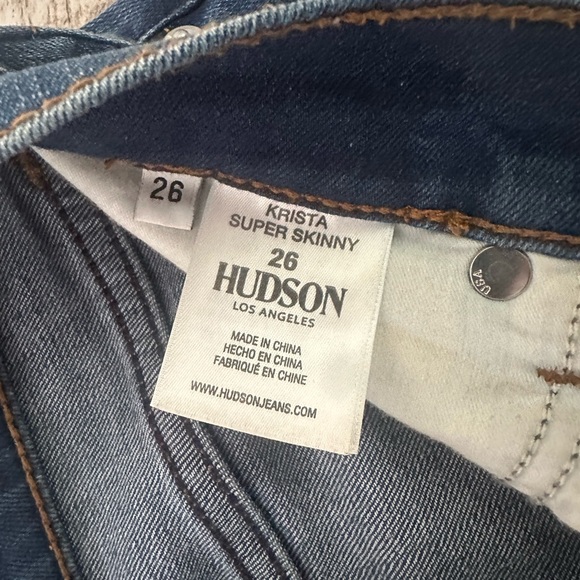 26
KRISTA
SUPER SKINNY
26
HUDSON
LOS ANGELES
MADE IN CHINA
HECHO EN CHINA
FABRIQUÉ EN CHINE
WWW.HUDSONJEANS.COM
USA